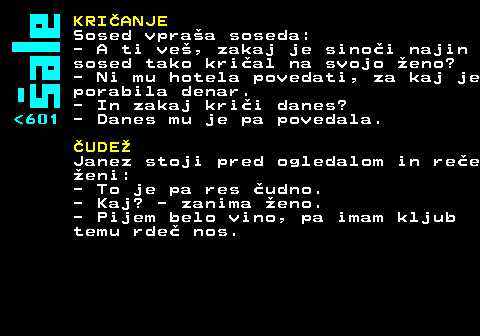 šale
<601
KRIČANJE
Sosed vpraša soseda:
- A ti veš, zakaj je sinoči najin
sosed tako kričal na svojo ženo?
- Ni mu hotela povedati, za kaj je
porabila denar.
- In zakaj kriči danes?
- Danes mu je pa povedala.
ČUDEŽ
Janez stoji pred ogledalom in reče
ženi:
- To je pa res čudno.
- Kaj? - zanima ženo.
- Pijem belo vino, pa imam kljub
temu rdeč nos.